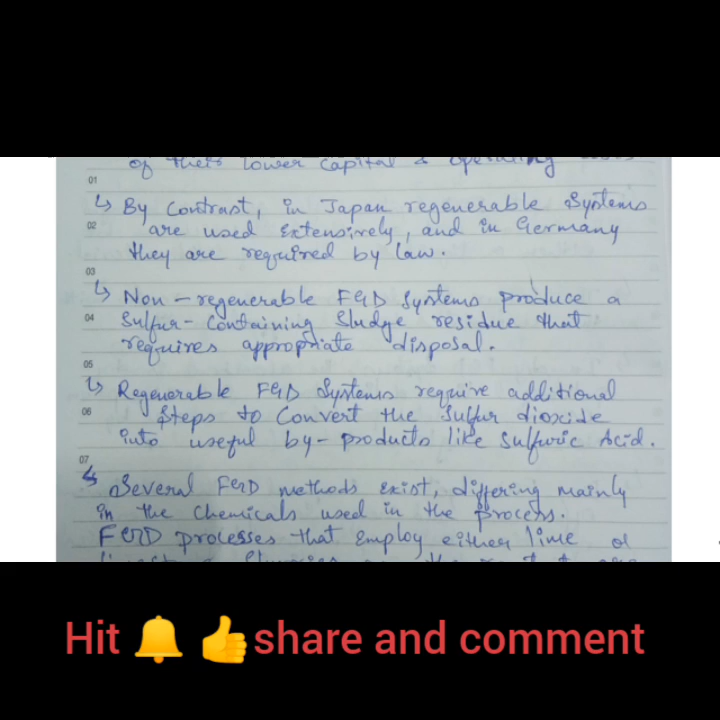 of their lower capital & operating
01
↳ By Contrast, in Japan regenerable Systems
02
are used Extensively, and in Germany
they are required by law.
03
↳ Non-regenerable FGD Systems produce a
04
Sulfur-Containing Sludge residue that
requires appropriate disposal.
05
↳ Regenerable FGD Systems require additional
06
Steps to Convert the Sulfur dioxide
into useful by-products like Sulfuric Acid.
07
↳ Several FGD methods Exist, differing mainly
in the Chemicals used in the process.
FGD processes that Employ either lime or
Hit 🔔 👍 share and comment